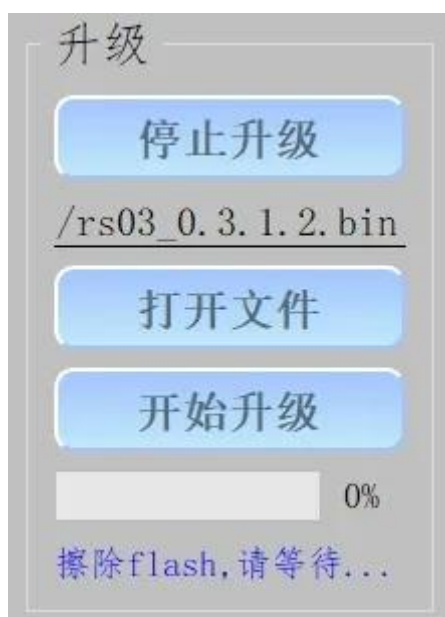 升级
停止升级
/rs03_0.3.1.2.bin
打开文件
开始升级
0%
擦除flash,请等待...